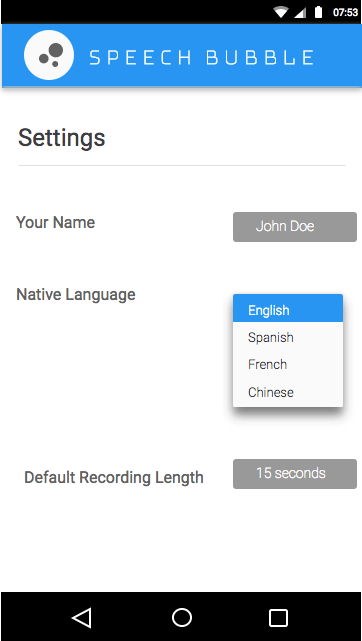 07:53
SPEECH BUBBLE
Settings
Your Name
John Doe
Native Language
English
Spanish
French
Chinese
Default Recording Length
15 seconds